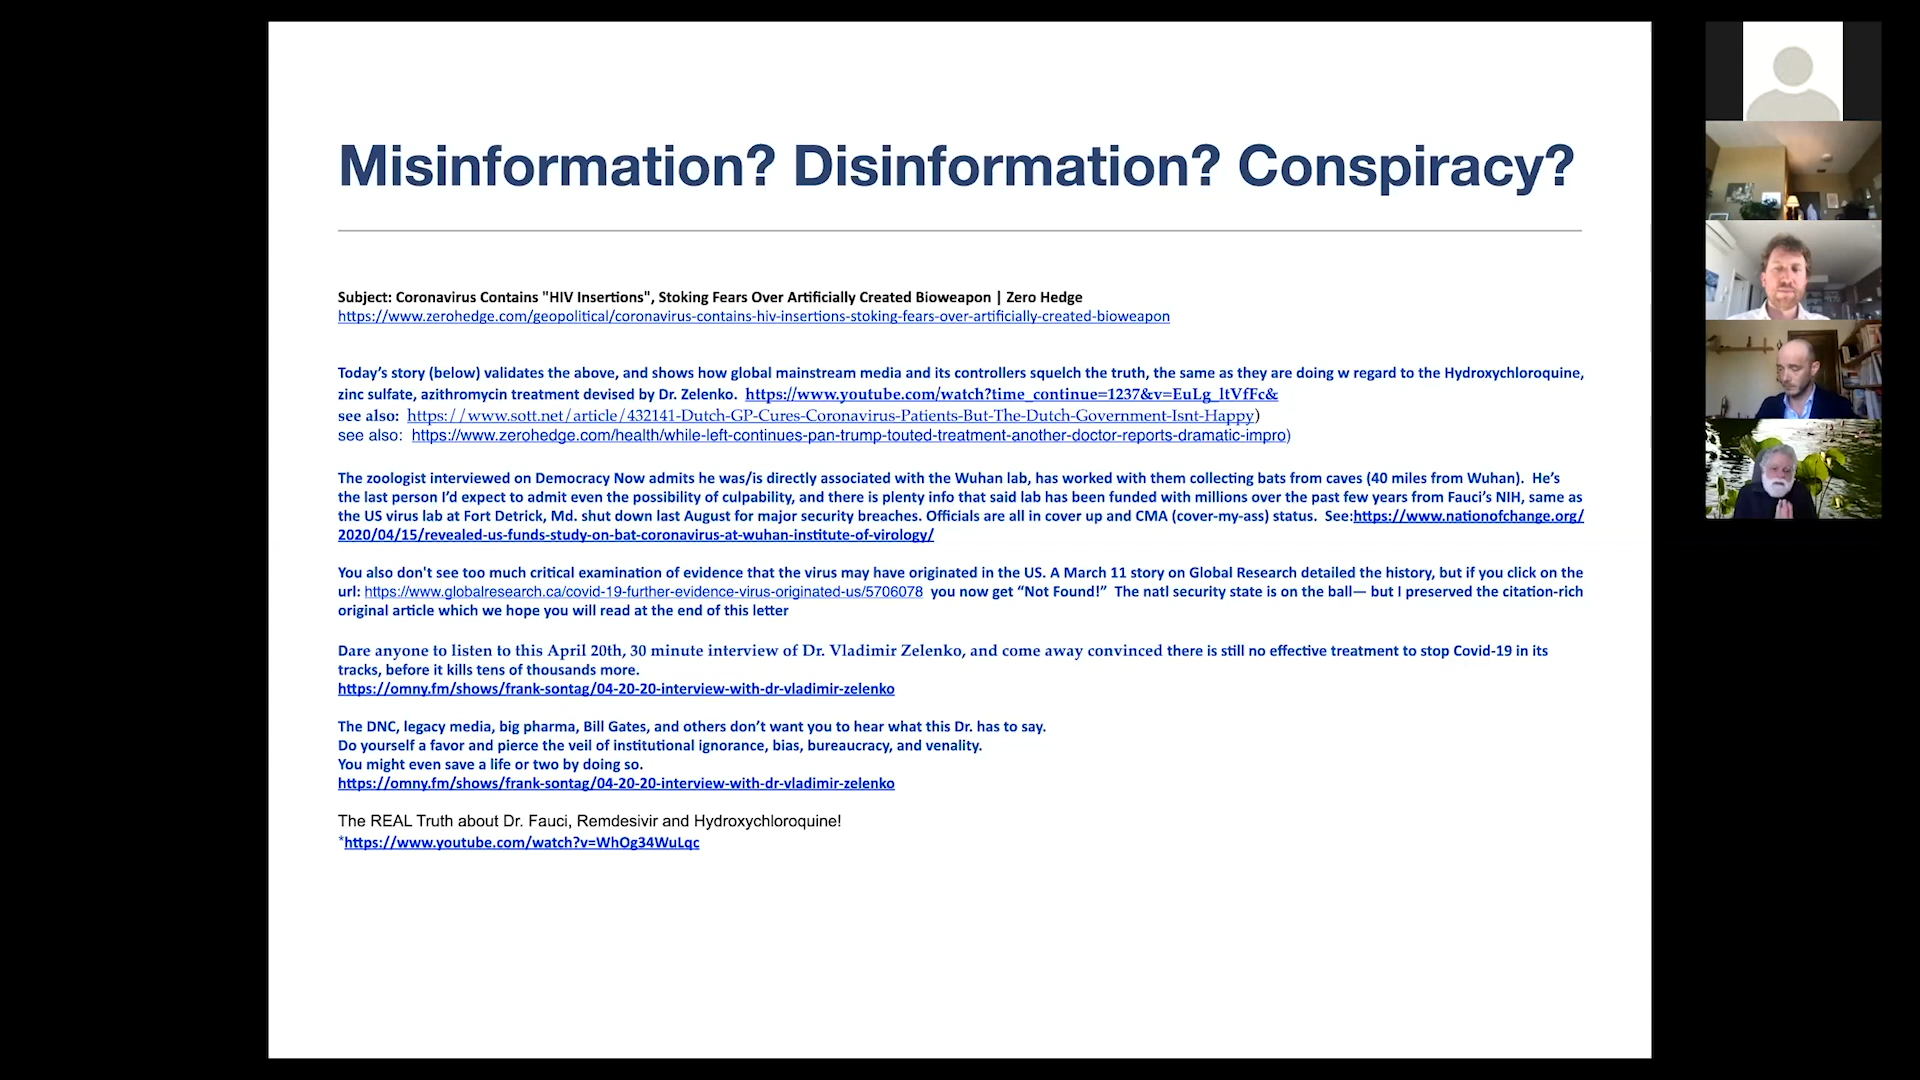 Misinformation? Disinformation? Conspiracy?
Subject: Coronavirus Contains "HIV Insertions", Stoking Fears Over Artificially Created Bioweapon | Zero Hedge
https://www.zerohedge.com/geopolitical/coronavirus-contains-hiv-insertions-stoking-fears-over-artificially-created-bioweapon
Today’s story (below) validates the above, and shows how global mainstream media and its controllers squelch the truth, the same as they are doing w regard to the Hydroxychloroquine,
zinc sulfate, azithromycin treatment devised by Dr. Zelenko. https://www.youtube.com/watch?time_continue=1237&v=EuLg_ltVfFc&
see also: https://www.sott.net/article/432141-Dutch-GP-Cures-Coronavirus-Patients-But-The-Dutch-Government-Isnt-Happy)
see also: https://www.zerohedge.com/health/while-left-continues-pan-trump-touted-treatment-another-doctor-reports-dramatic-impro)
The zoologist interviewed on Democracy Now admits he was/is directly associated with the Wuhan lab, has worked with them collecting bats from caves (40 miles from Wuhan). He’s
the last person I’d expect to admit even the possibility of culpability, and there is plenty info that said lab has been funded with millions over the past few years from Fauci’s NIH, same as
the US virus lab at Fort Detrick, Md. shut down last August for major security breaches. Officials are all in cover up and CMA (cover-my-ass) status. See:https://www.nationofchange.org/
2020/04/15/revealed-us-funds-study-on-bat-coronavirus-at-wuhan-institute-of-virology/
You also don't see too much critical examination of evidence that the virus may have originated in the US. A March 11 story on Global Research detailed the history, but if you click on the
url: https://www.globalresearch.ca/covid-19-further-evidence-virus-originated-us/5706078 you now get “Not Found!” The natl security state is on the ball— but I preserved the citation-rich
original article which we hope you will read at the end of this letter
Dare anyone to listen to this April 20th, 30 minute interview of Dr. Vladimir Zelenko, and come away convinced there is still no effective treatment to stop Covid-19 in its
tracks, before it kills tens of thousands more.
https://omny.fm/shows/frank-sontag/04-20-20-interview-with-dr-vladimir-zelenko
The DNC, legacy media, big pharma, Bill Gates, and others don’t want you to hear what this Dr. has to say.
Do yourself a favor and pierce the veil of institutional ignorance, bias, bureaucracy, and venality.
You might even save a life or two by doing so.
https://omny.fm/shows/frank-sontag/04-20-20-interview-with-dr-vladimir-zelenko
The REAL Truth about Dr. Fauci, Remdesivir and Hydroxychloroquine!
*https://www.youtube.com/watch?v=WhOg34WuLqc